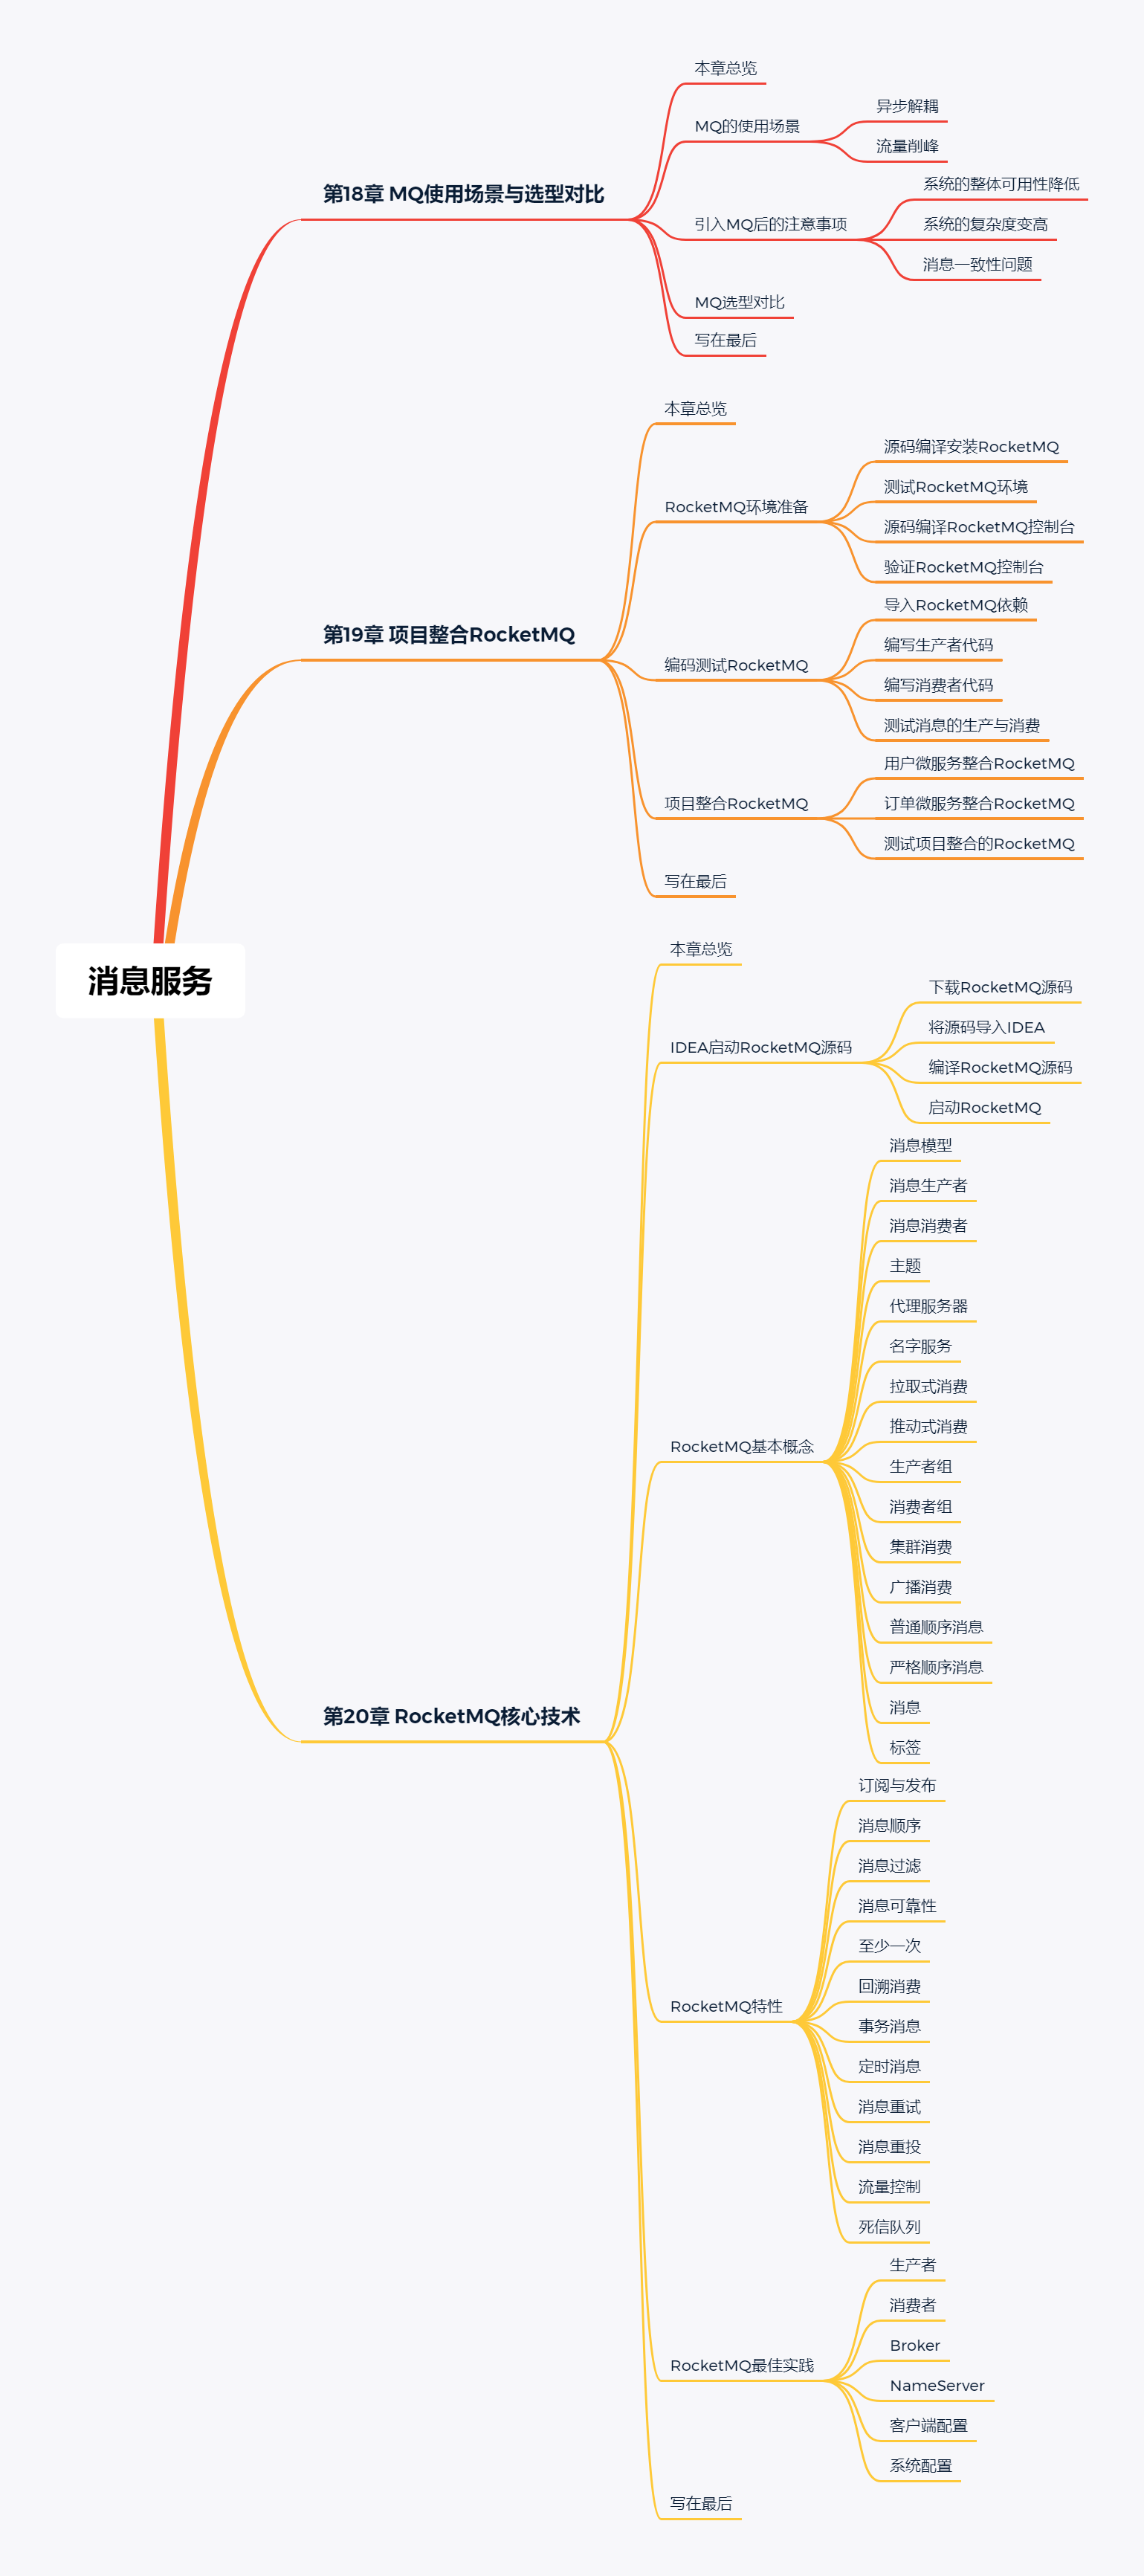 消息服务
第18章 MQ使用场景与选型对比
本章总览
MQ的使用场景
异步解耦
流量削峰
引入MQ后的注意事项
系统的整体可用性降低
系统的复杂度变高
消息一致性问题
MQ选型对比
写在最后
第19章 项目整合RocketMQ
本章总览
RocketMQ环境准备
源码编译安装RocketMQ
测试RocketMQ环境
源码编译RocketMQ控制台
验证RocketMQ控制台
编码测试RocketMQ
导入RocketMQ依赖
编写生产者代码
编写消费者代码
测试消息的生产与消费
项目整合RocketMQ
用户微服务整合RocketMQ
订单微服务整合RocketMQ
测试项目整合的RocketMQ
写在最后
第20章 RocketMQ核心技术
本章总览
IDEA启动RocketMQ源码
下载RocketMQ源码
将源码导入IDEA
编译RocketMQ源码
启动RocketMQ
RocketMQ基本概念
消息模型
消息生产者
消息消费者
主题
代理服务器
名字服务
拉取式消费
推动式消费
生产者组
消费者组
集群消费
广播消费
普通顺序消息
严格顺序消息
消息
标签
RocketMQ特性
订阅与发布
消息顺序
消息过滤
消息可靠性
至少一次
回溯消费
事务消息
定时消息
消息重试
消息重投
流量控制
死信队列
RocketMQ最佳实践
生产者
消费者
Broker
NameServer
客户端配置
系统配置
写在最后